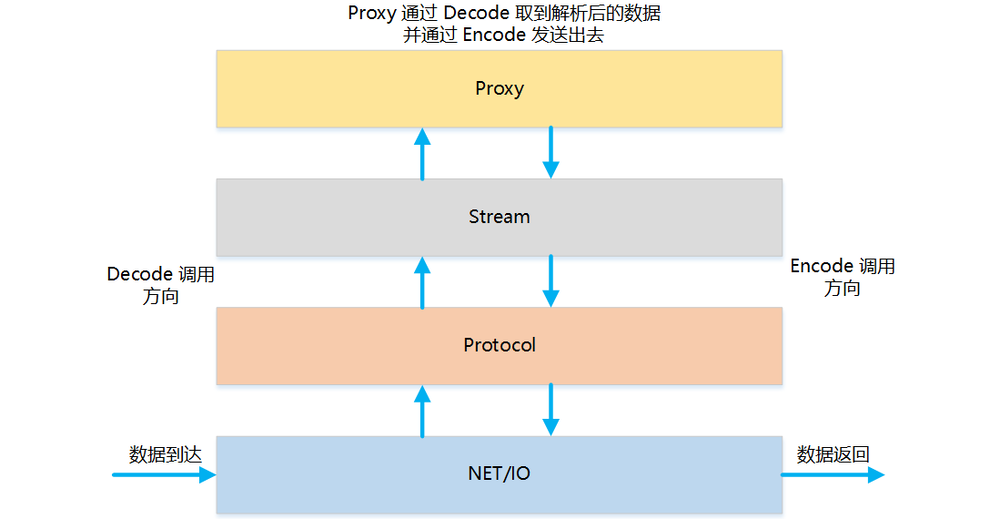 Proxy 通过 Decode 取到解析后的数据
并通过 Encode 发送出去
Proxy
Stream
Decode 调用
方向
Encode 调用
方向
Protocol
数据到达
NET/IO
数据返回